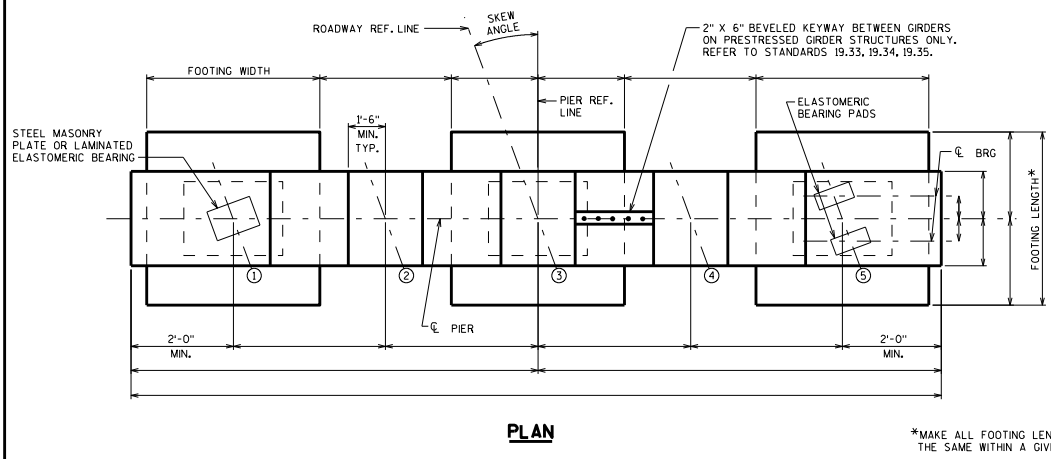 ROADWAY REF. LINE
SKEW
ANGLE
2" X 6" BEVELED KEYWAY BETWEEN GIRDERS
ON PRESTRESSED GIRDER STRUCTURES ONLY.
REFER TO STANDARDS 19.33, 19.34, 19.35.
FOOTING WIDTH
PIER REF.
LINE
ELASTOMERIC
BEARING PADS
1'-6"
MIN.
TYP.
STEEL MASONRY
PLATE OR LAMINATED
ELASTOMERIC BEARING
℄ BRG
FOOTING LENGTH*
1
2
3
4
5
℄ PIER
2'-0"
MIN.
2'-0"
MIN.
PLAN
*MAKE ALL FOOTING
THE SAME WITHIN A